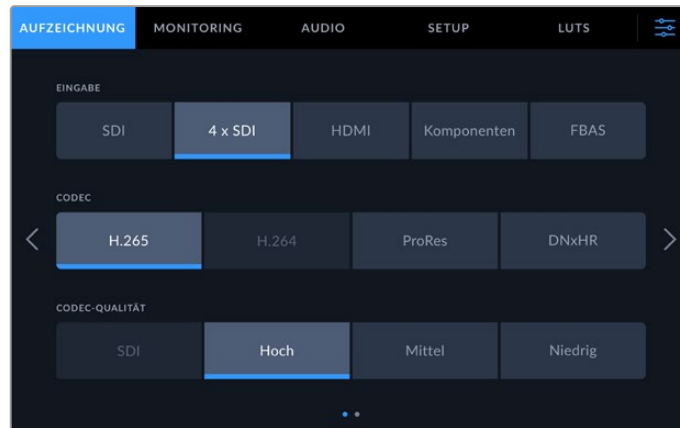 AUFZEICHNUNG MONITORING AUDIO SETUP LUTS
EINGABE
SDI 4 x SDI HDMI Komponenten FBAS
CODEC
H.265 H.264 ProRes DNxHR
CODEC-QUALITÄT
SDI Hoch Mittel Niedrig